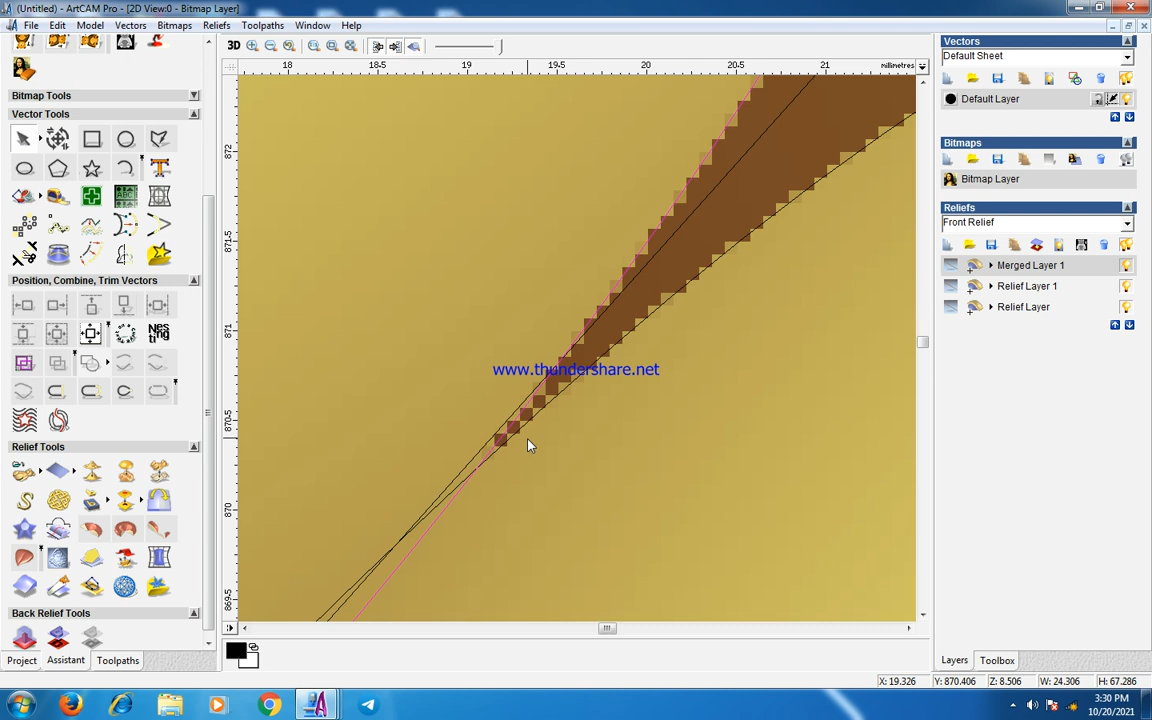 (Untitled) - ArtCAM Pro - [2D View:0 - Bitmap Layer]
File Edit Model Vectors Bitmaps Reliefs Toolpaths Window Help
3D
Bitmap Tools
Vector Tools
Position, Combine, Trim Vectors
Relief Tools
Back Relief Tools
Project Assistant Toolpaths
18 18.5 19 19.5 20 20.5 21 millimetres
872
871.5
871
870.5
870
869.5
www.thundershare.net
Vectors
Default Sheet
Default Layer
Bitmaps
Bitmap Layer
Reliefs
Front Relief
Merged Layer 1
Relief Layer 1
Relief Layer
Layers Toolbox
X: 19.326 Y: 870.406 Z: 8.506 W: 24.306 H: 67.286
3:30 PM
10/20/2021